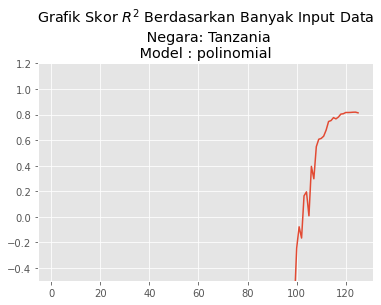 Grafik Skor R² Berdasarkan Banyak Input Data
Negara: Tanzania
Model : polinomial
1.2
1.0
0.8
0.6
0.4
0.2
0.0
−0.2
−0.4
0 20 40 60 80 100 120